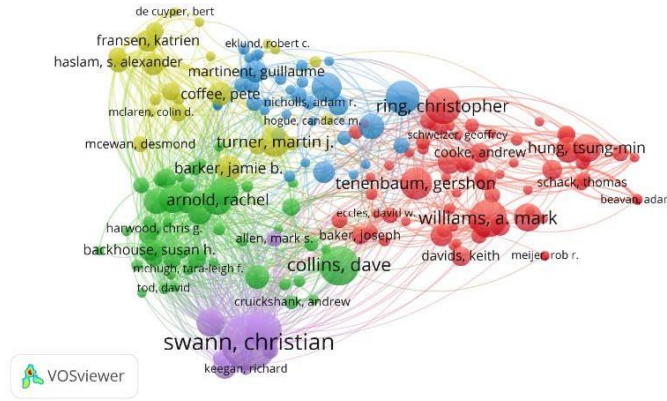 de cuyper, bert
fransen, katrien
eklund, robert c.
haslam, s. alexander
martinent, guillaume
coffee, pete
nicholls, adam r.
ring, christopher
mclaren, colin d.
hogue, candace m.
schweizer, geoffrey
turner, martin j.
cooke, andrew
hung, tsung-min
mcewan, desmond
barker, jamie b.
tenenbaum, gershon
schack, thomas
arnold, rachel
beavan, adam
harwood, chris g.
eccles, david w.
williams, a. mark
allen, mark s.
baker, joseph
backhouse, susan h.
mchugh, tara-leigh f.
davids, keith
meijer, rob r.
collins, dave
tod, david
cruickshank, andrew
swann, christian
keegan, richard
VOSviewer